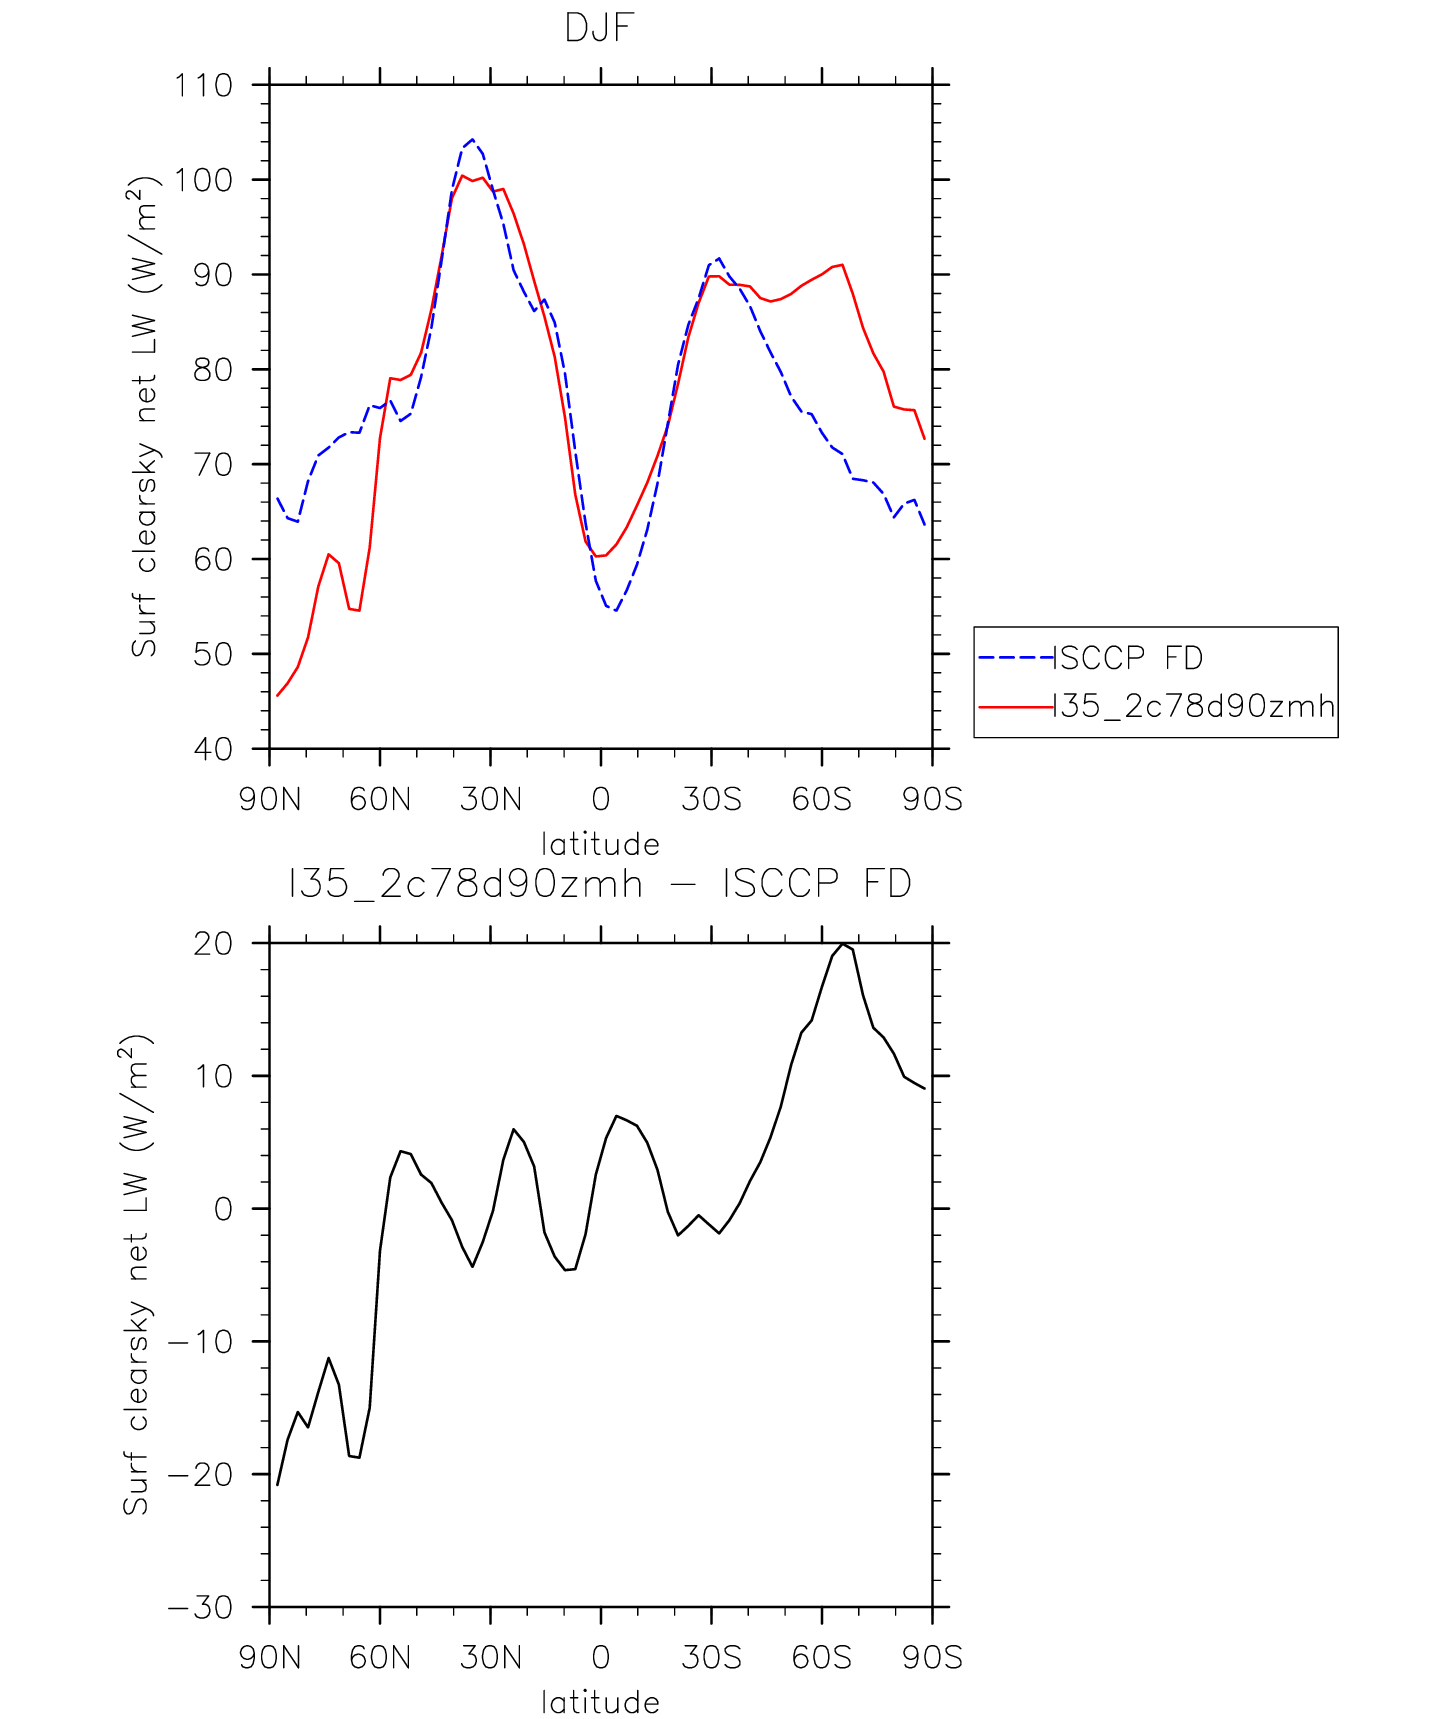 DJF
110
100
90
80
70
60
50
40
Surf clearsky net LW (W/m²)
90N 60N 30N 0 30S 60S 90S
latitude
ISCCP FD
I35_2c78d90zmh
I35_2c78d90zmh − ISCCP FD
20
10
0
−10
−20
−30
Surf clearsky net LW (W/m²)
90N 60N 30N 0 30S 60S 90S
latitude